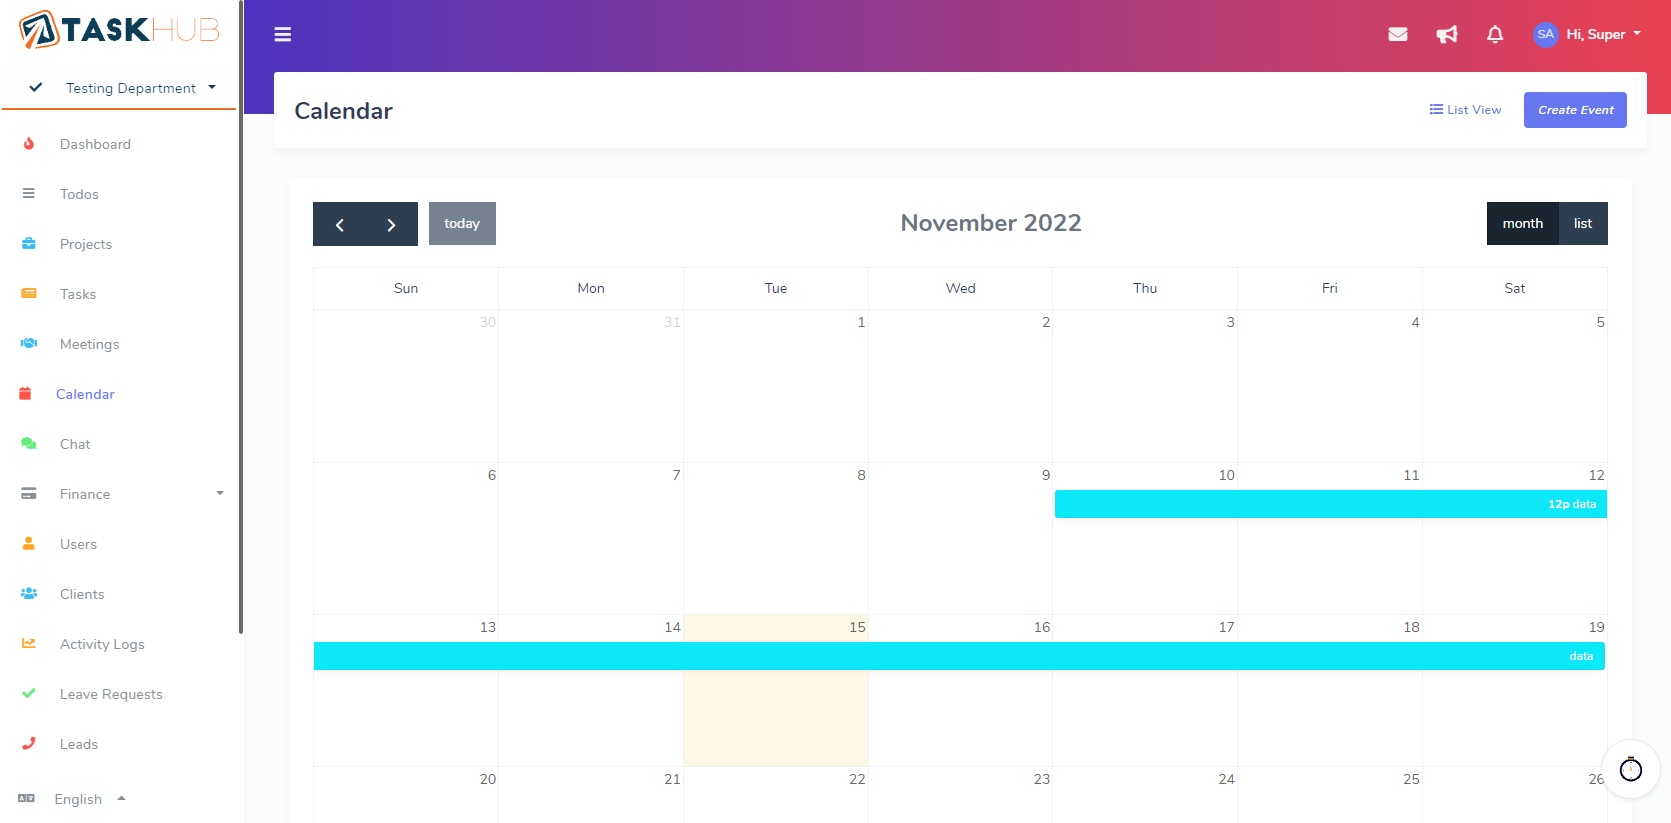 TASKHUB
Testing Department
Dashboard
Todos
Projects
Tasks
Meetings
Calendar
Chat
Finance
Users
Clients
Activity Logs
Leave Requests
Leads
English
SA Hi, Super
Calendar
List View
Create Event
today
November 2022
month list
Sun Mon Tue Wed Thu Fri Sat
30 31 1 2 3 4 5
6 7 8 9 10 11 12
12p data
13 14 15 16 17 18 19
data
20 21 22 23 24 25 26